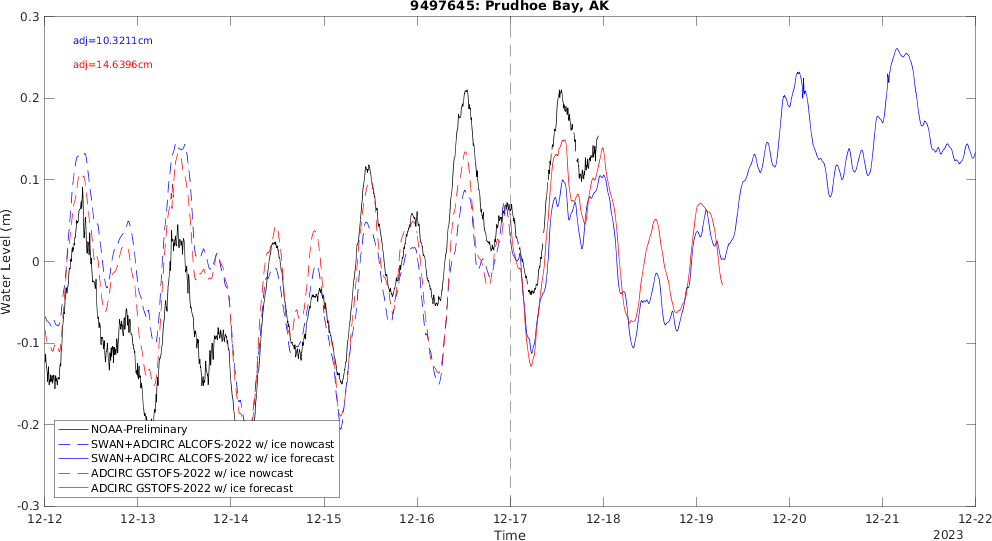 9497645: Prudhoe Bay, AK
adj=10.3211cm
adj=14.6396cm
Water Level (m)
0.3
0.2
0.1
0
-0.1
-0.2
-0.3
NOAA-Preliminary
SWAN+ADCIRC ALCOFS-2022 w/ ice nowcast
SWAN+ADCIRC ALCOFS-2022 w/ ice forecast
ADCIRC GSTOFS-2022 w/ ice nowcast
ADCIRC GSTOFS-2022 w/ ice forecast
12-12 12-13 12-14 12-15 12-16 12-17 12-18 12-19 12-20 12-21 12-22
Time
2023